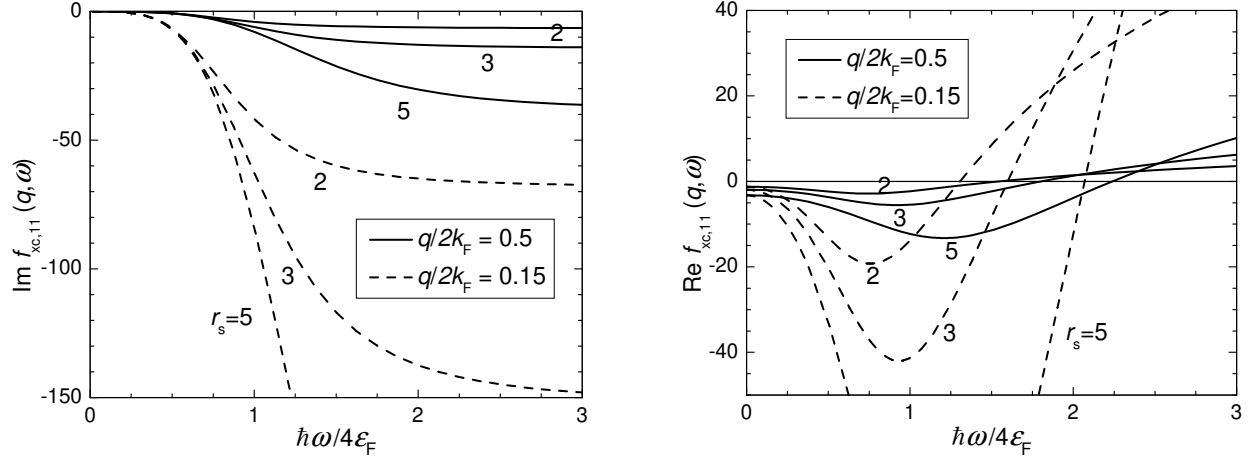 0
-50
-100
-150
Im f_xc,11 (q,ω)
2
3
5
2
3
r_s=5
q/2k_F = 0.5
q/2k_F = 0.15
0 1 2 3
ħω/4ε_F
40
20
0
-20
-40
Re f_xc,11 (q,ω)
q/2k_F=0.5
q/2k_F=0.15
2
3
5
2
3
r_s=5
0 1 2 3
ħω/4ε_F